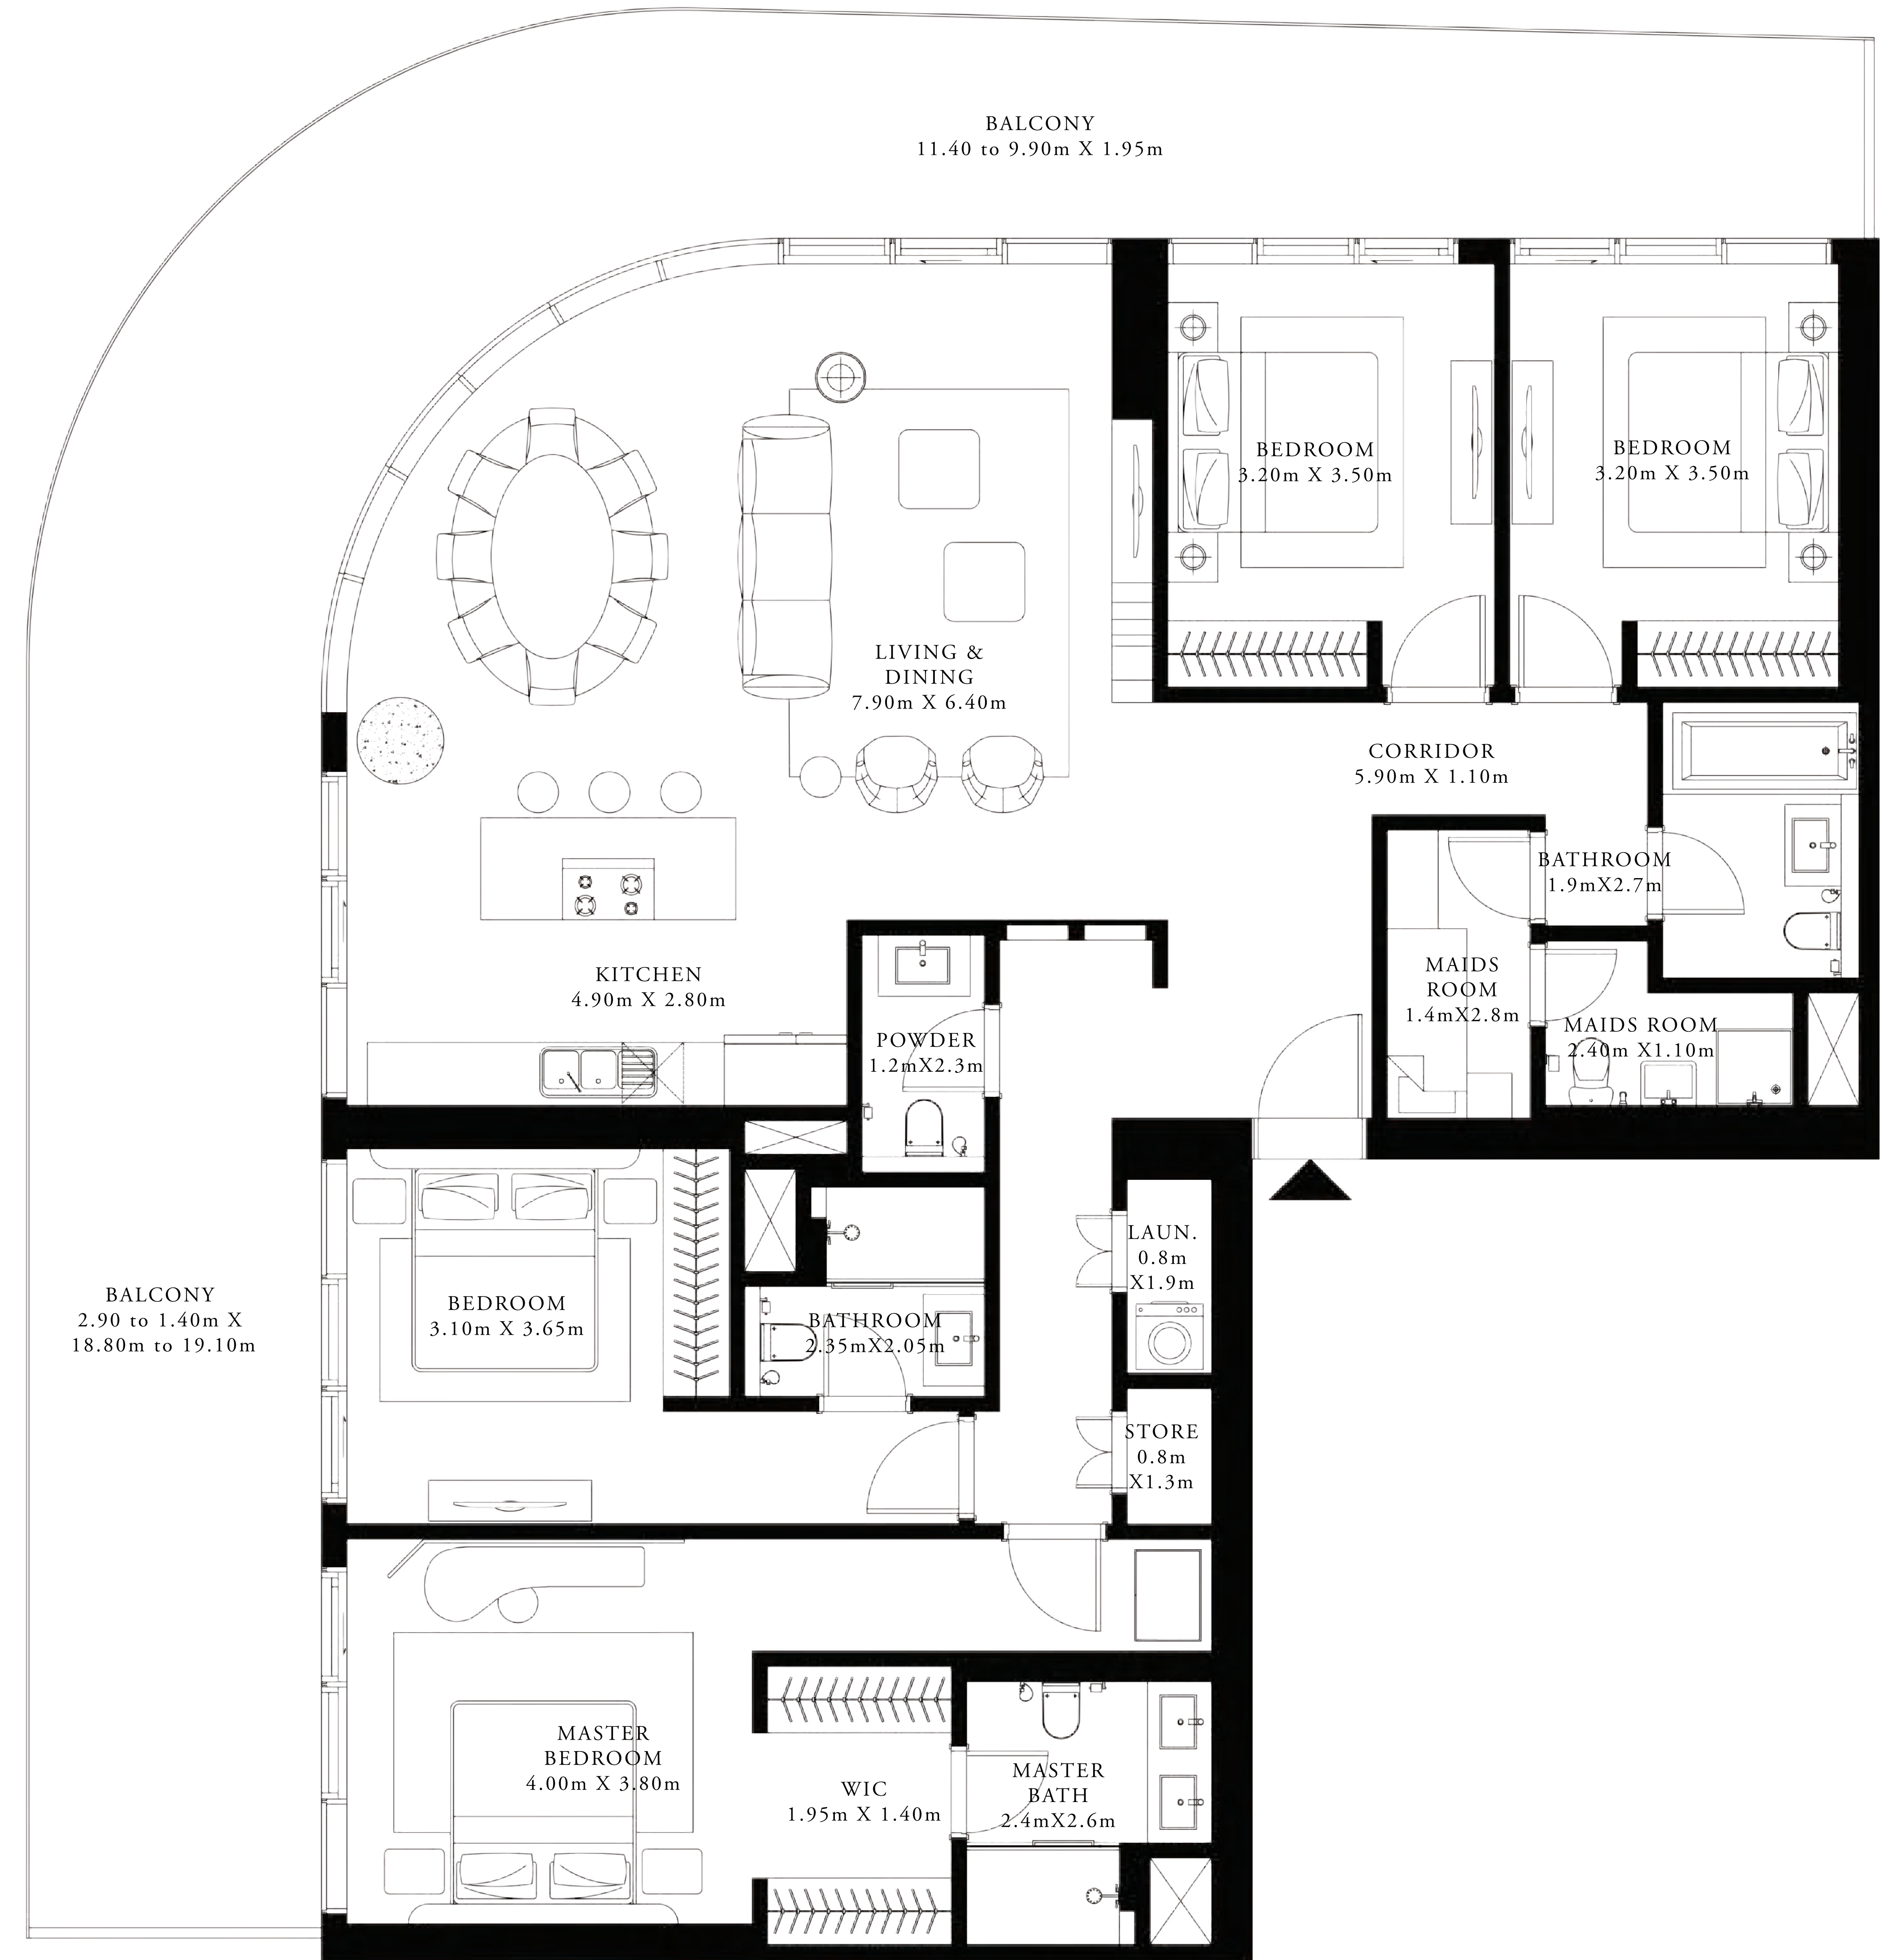 BALCONY
11.40 to 9.90m X 1.95m
BEDROOM
3.20m X 3.50m
BEDROOM
3.20m X 3.50m
LIVING &
DINING
7.90m X 6.40m
CORRIDOR
5.90m X 1.10m
BATHROOM
1.9mX2.7m
KITCHEN
4.90m X 2.80m
MAIDS
ROOM
1.4mX2.8m
POWDER
1.2mX2.3m
MAIDS ROOM
2.40m X1.10m
LAUN.
0.8m
X1.9m
BALCONY
2.90 to 1.40m X
18.80m to 19.10m
BEDROOM
3.10m X 3.65m
BATHROOM
2.35mX2.05m
STORE
0.8m
X1.3m
MASTER
BEDROOM
4.00m X 3.80m
WIC
1.95m X 1.40m
MASTER
BATH
2.4mX2.6m